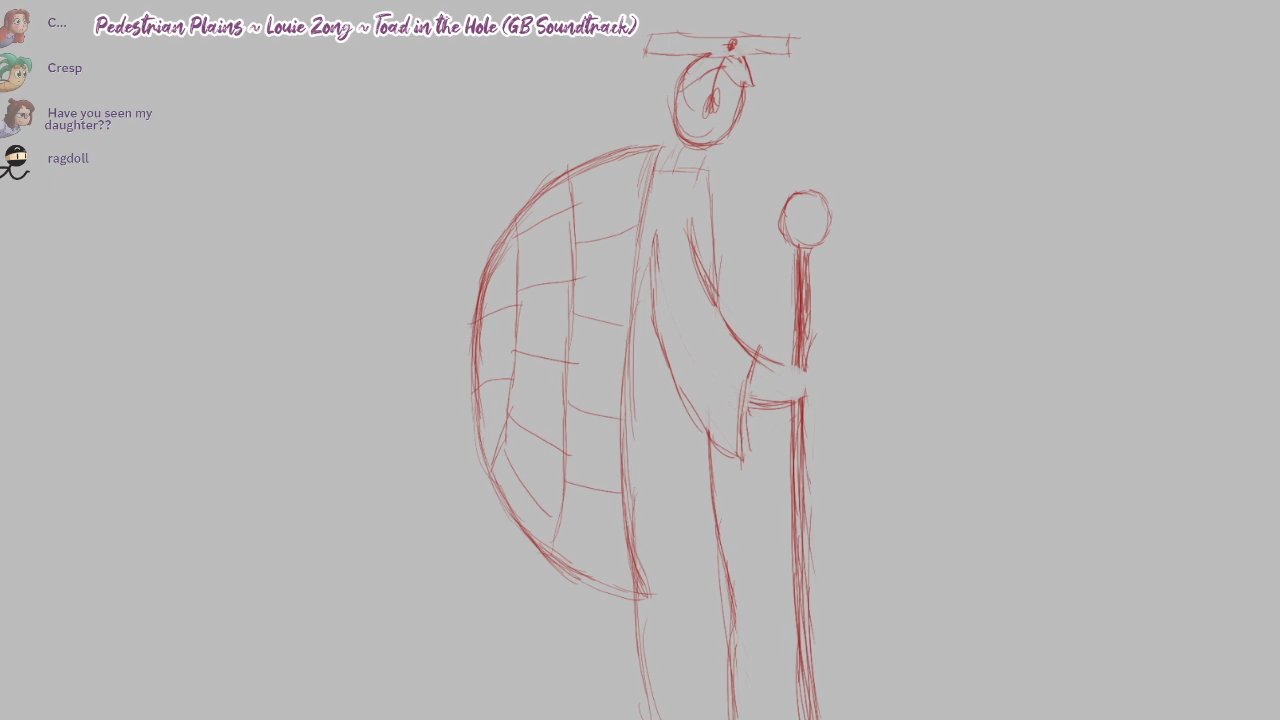 Pedestrian Plains ~ Louie Zong ~ Toad in the Hole (GB Soundtrack)
C...
Cresp
Have you seen my
daughter??
ragdoll